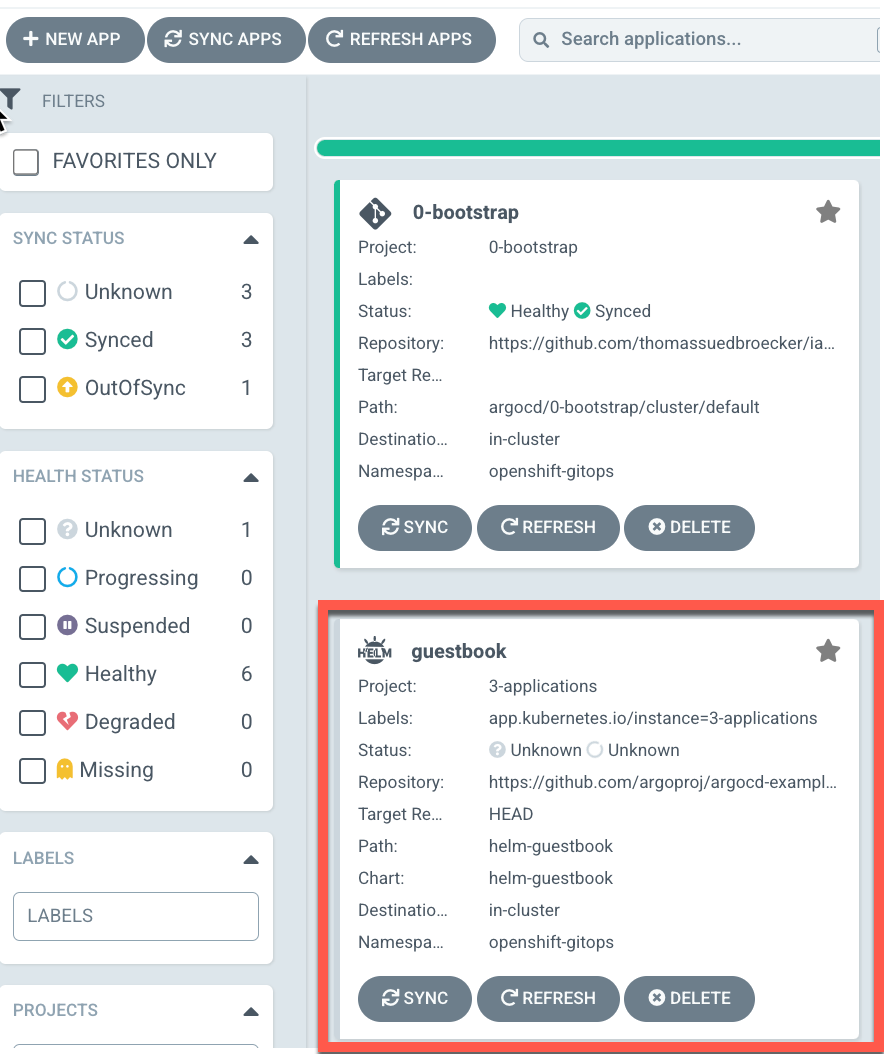 NEW APP SYNC APPS REFRESH APPS Search applications...
FILTERS
FAVORITES ONLY
SYNC STATUS
Unknown 3
Synced 3
OutOfSync 1
HEALTH STATUS
Unknown 1
Progressing 0
Suspended 0
Healthy 6
Degraded 0
Missing 0
LABELS
LABELS
PROJECTS
0-bootstrap
Project: 0-bootstrap
Labels:
Status: Healthy Synced
Repository: https://github.com/thomassuedbroecker/ia...
Target Re...
Path: argocd/0-bootstrap/cluster/default
Destinatio... in-cluster
Namespa... openshift-gitops
SYNC REFRESH DELETE
HELM guestbook
Project: 3-applications
Labels: app.kubernetes.io/instance=3-applications
Status: Unknown Unknown
Repository: https://github.com/argoproj/argocd-exampl...
Target Re... HEAD
Path: helm-guestbook
Chart: helm-guestbook
Destinatio... in-cluster
Namespa... openshift-gitops
SYNC REFRESH DELETE